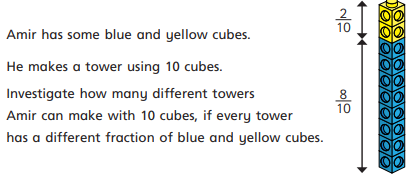 Amir has some blue and yellow cubes.
He makes a tower using 10 cubes.
Investigate how many different towers
Amir can make with 10 cubes, if every tower
has a different fraction of blue and yellow cubes.
2
10
8
10